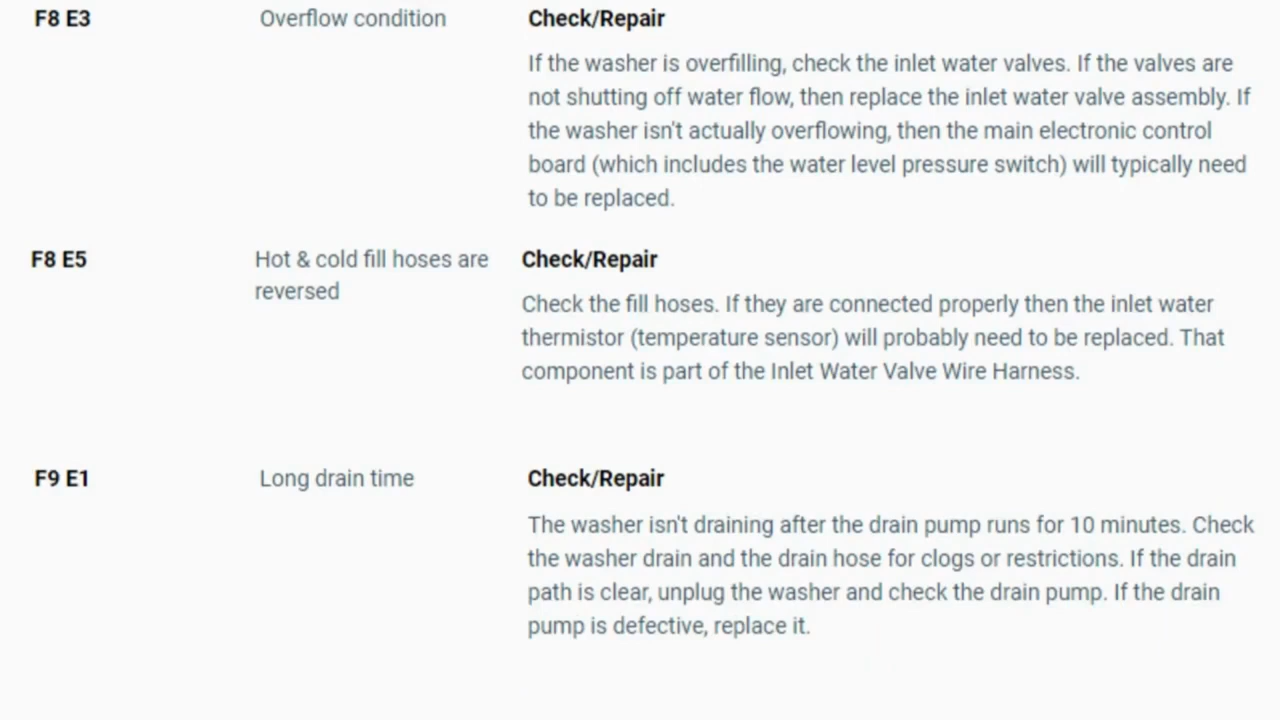 F8 E3 Overflow condition Check/Repair
If the washer is overfilling, check the inlet water valves. If the valves are
not shutting off water flow, then replace the inlet water valve assembly. If
the washer isn't actually overflowing, then the main electronic control
board (which includes the water level pressure switch) will typically need
to be replaced.
F8 E5 Hot & cold fill hoses are Check/Repair
reversed
Check the fill hoses. If they are connected properly then the inlet water
thermistor (temperature sensor) will probably need to be replaced. That
component is part of the Inlet Water Valve Wire Harness.
F9 E1 Long drain time Check/Repair
The washer isn't draining after the drain pump runs for 10 minutes. Check
the washer drain and the drain hose for clogs or restrictions. If the drain
path is clear, unplug the washer and check the drain pump. If the drain
pump is defective, replace it.